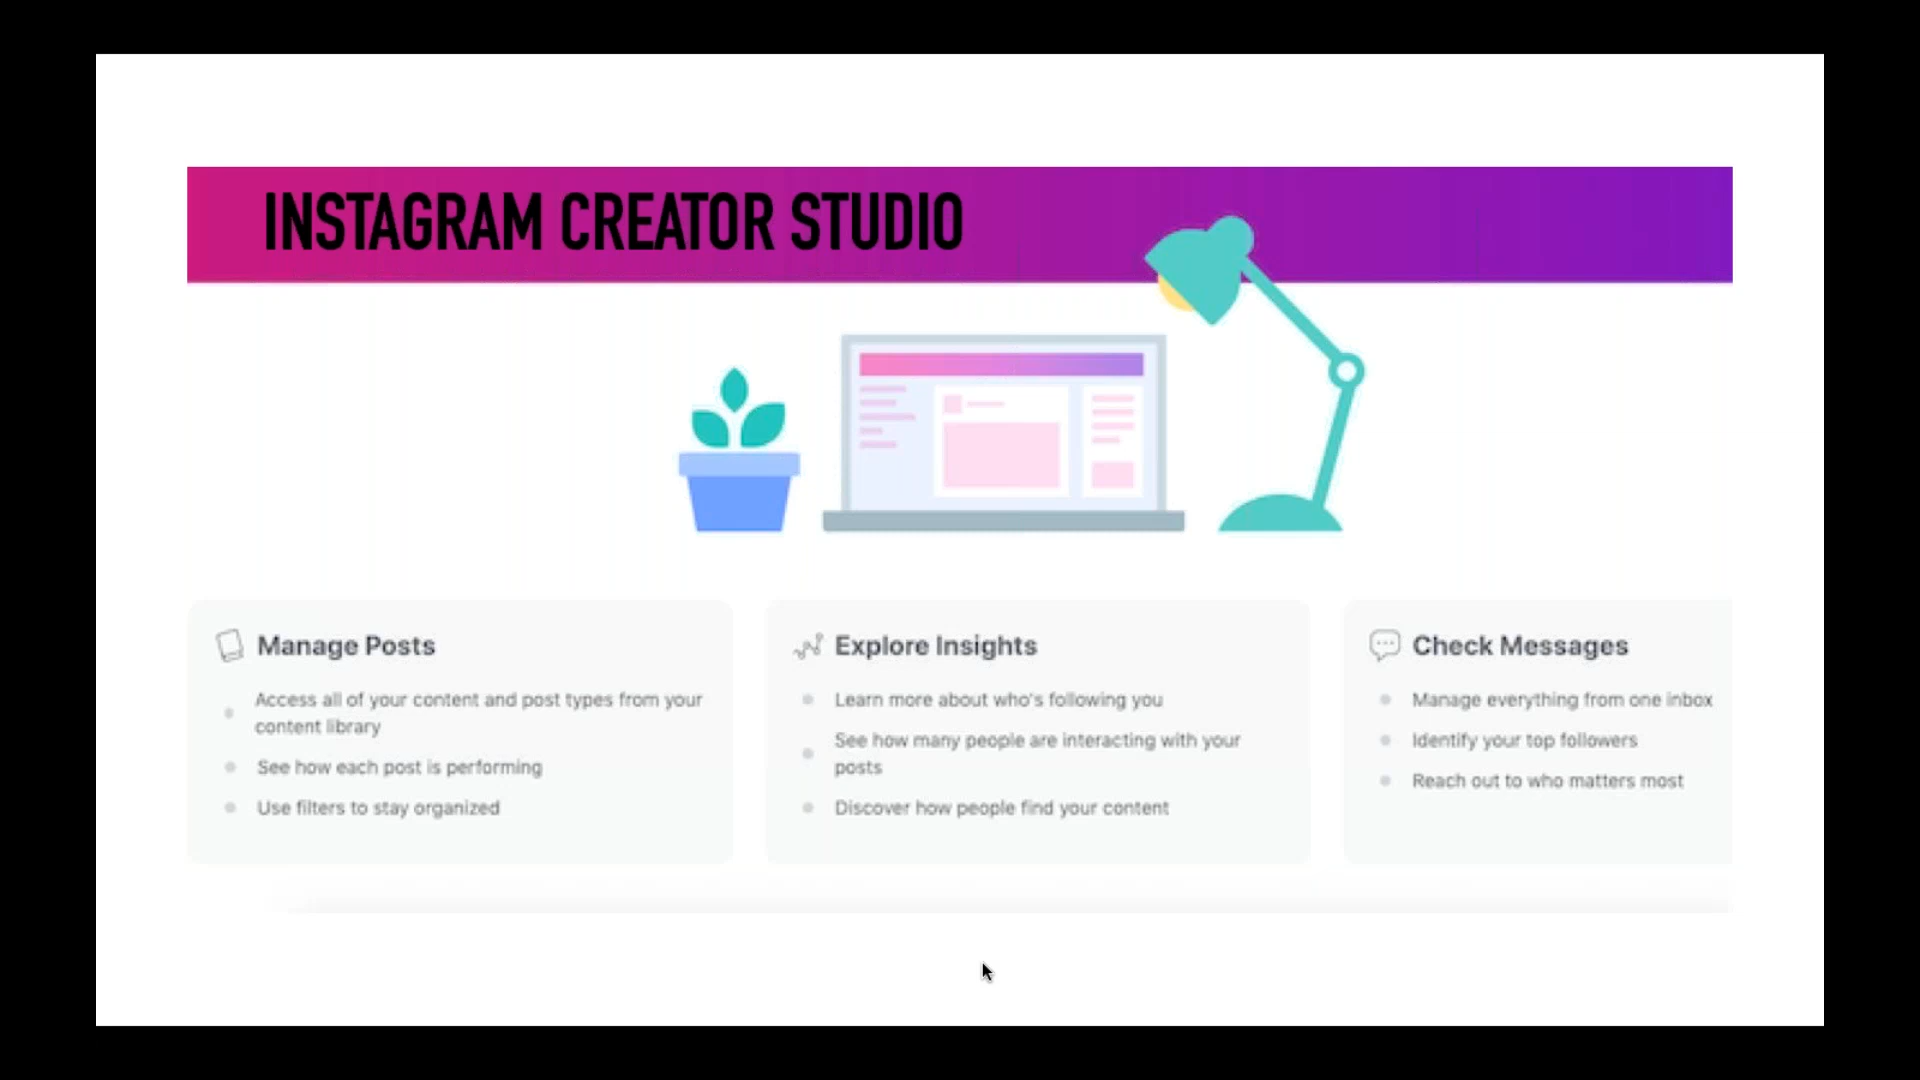 INSTAGRAM CREATOR STUDIO
Manage Posts
Access all of your content and post types from your
content library
See how each post is performing
Use filters to stay organized
Explore Insights
Learn more about who's following you
See how many people are interacting with your
posts
Discover how people find your content
Check Messages
Manage everything from one inbox
Identify your top followers
Reach out to who matters most